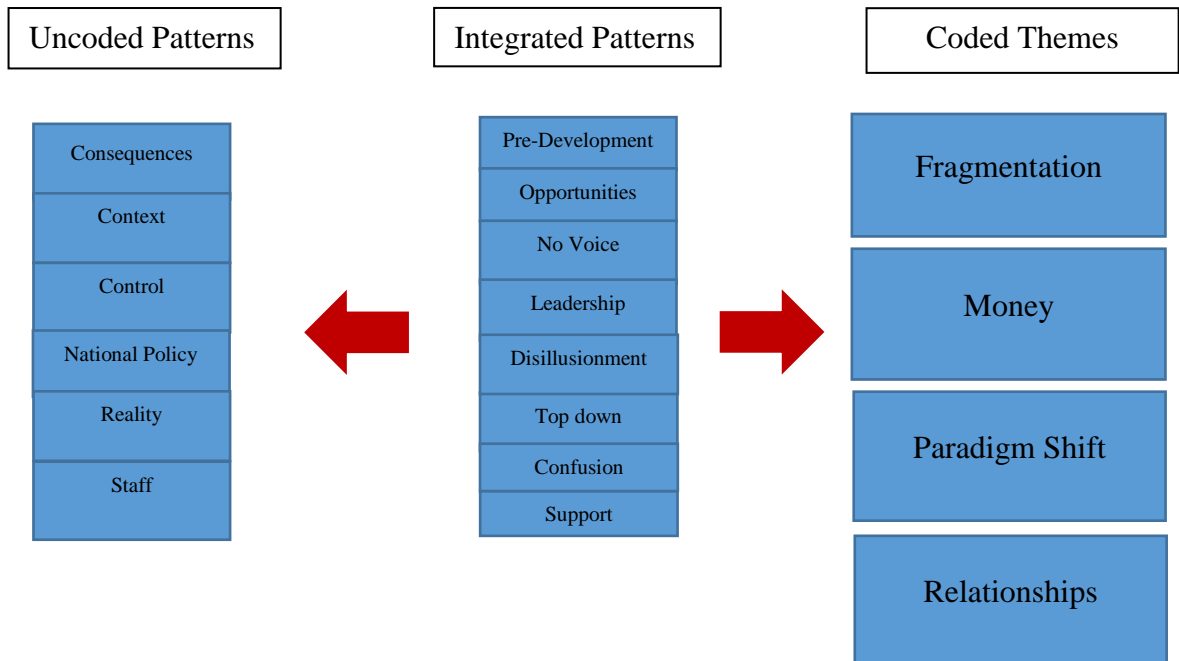 Uncoded Patterns
Integrated Patterns
Coded Themes
Consequences
Context
Control
National Policy
Reality
Staff
Pre-Development
Opportunities
No Voice
Leadership
Disillusionment
Top down
Confusion
Support
Fragmentation
Money
Paradigm Shift
Relationships